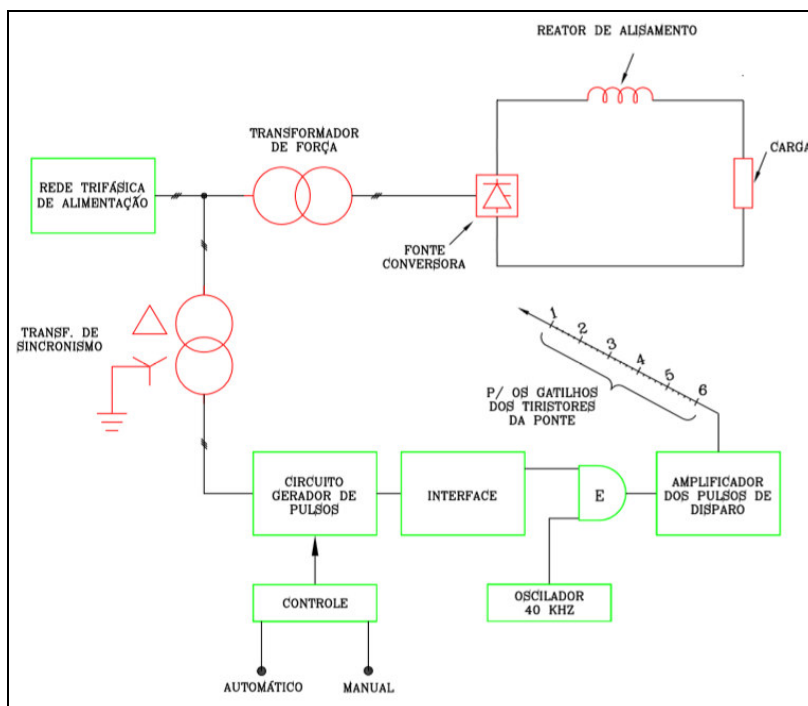 REATOR DE ALISAMENTO
TRANSFORMADOR
DE FORÇA
CARGA
REDE TRIFÁSICA
DE ALIMENTAÇÃO
FONTE
CONVERSORA
TRANSF. DE
SINCRONISMO
1
2
3
4
5
6
P/ OS GATILHOS
DOS TIRISTORES
DA PONTE
CIRCUITO
GERADOR DE
PULSOS
INTERFACE
E
AMPLIFICADOR
DOS PULSOS DE
DISPARO
CONTROLE
OSCILADOR
40 KHZ
AUTOMÁTICO
MANUAL